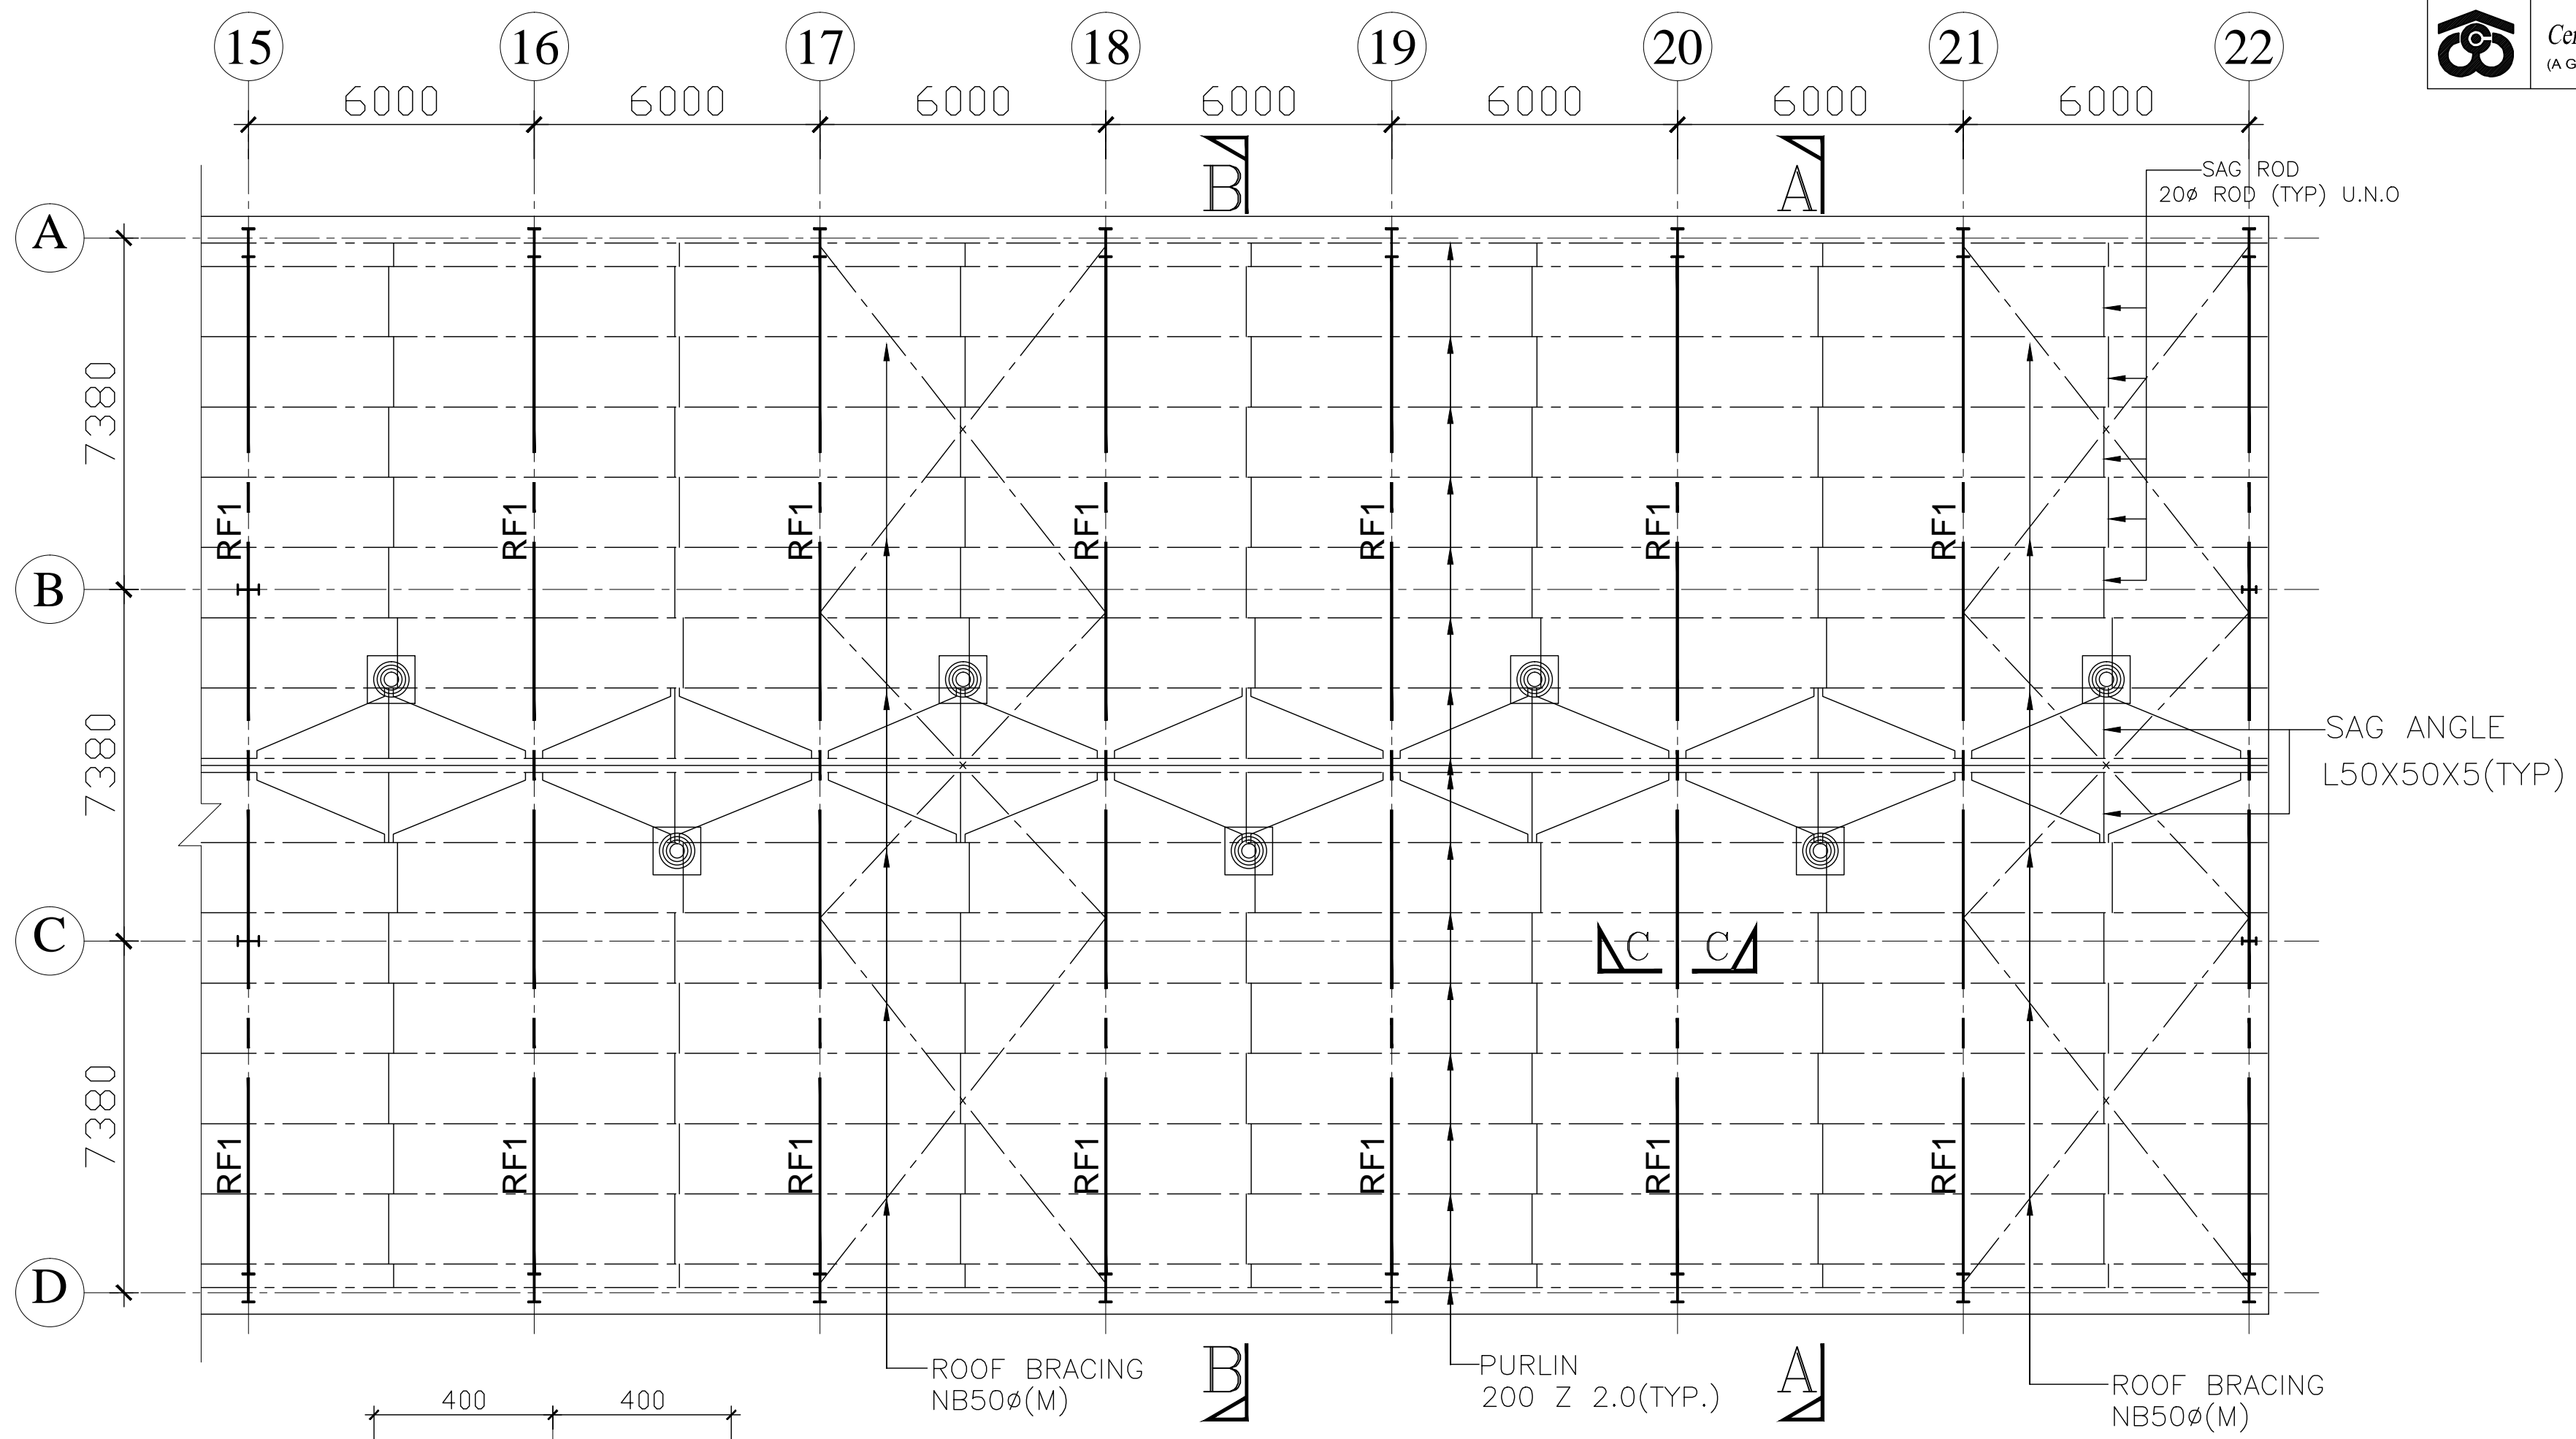 15 16 17 18 19 20 21 22
6000 6000 6000 6000 6000 6000 6000
B A
SAG ROD
20ø ROD (TYP) U.N.O
A
7380
RF1 RF1 RF1 RF1 RF1 RF1 RF1
B
7380
SAG ANGLE
L50X50X5(TYP)
C
C C
7380
RF1 RF1 RF1 RF1 RF1 RF1 RF1
D
ROOF BRACING
NB50ø(M)
B
PURLIN
200 Z 2.0(TYP.)
A
ROOF BRACING
NB50ø(M)
400 400